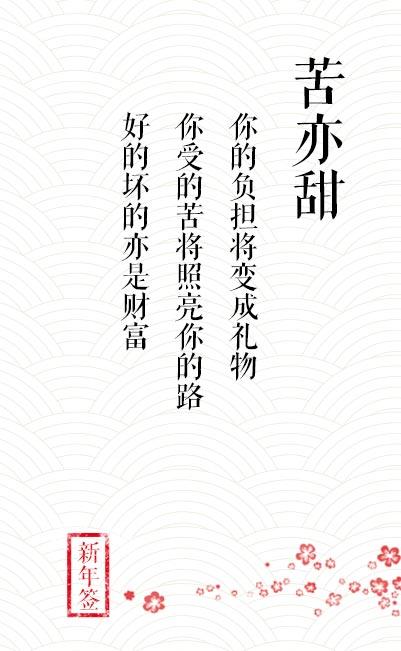 苦亦甜
你的负担将变成礼物
你受的苦将照亮你的路
好的坏的亦是财富
新年签